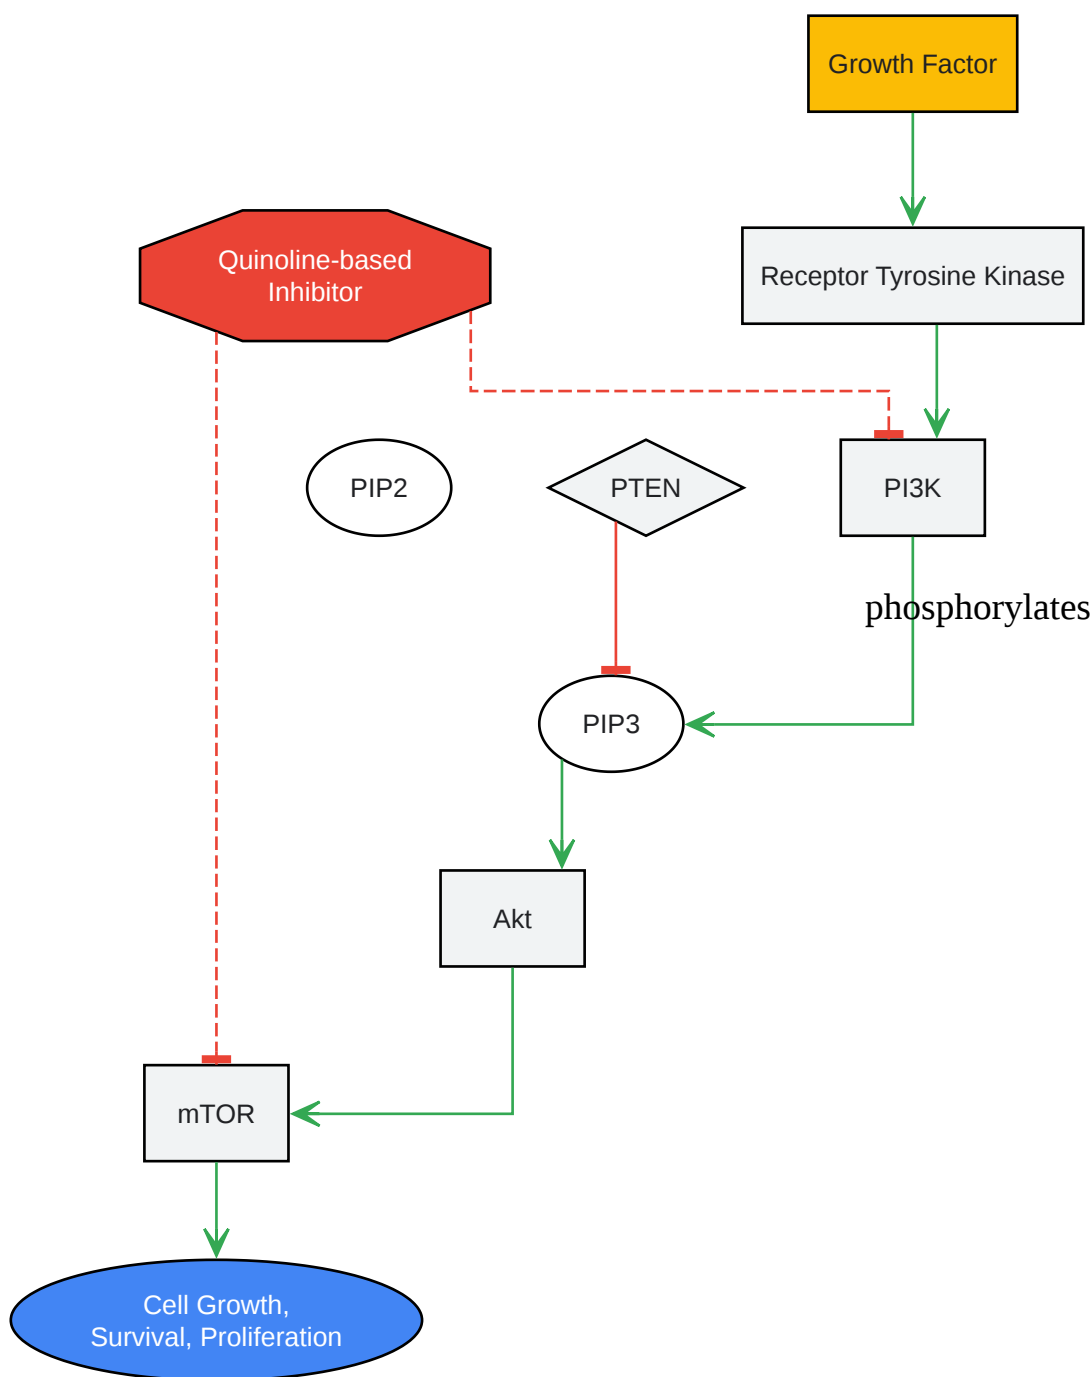 Growth Factor
Quinoline-based
Inhibitor
Receptor Tyrosine Kinase
PIP2
PTEN
PI3K
phosphorylates
PIP3
Akt
mTOR
Cell Growth,
Survival, Proliferation